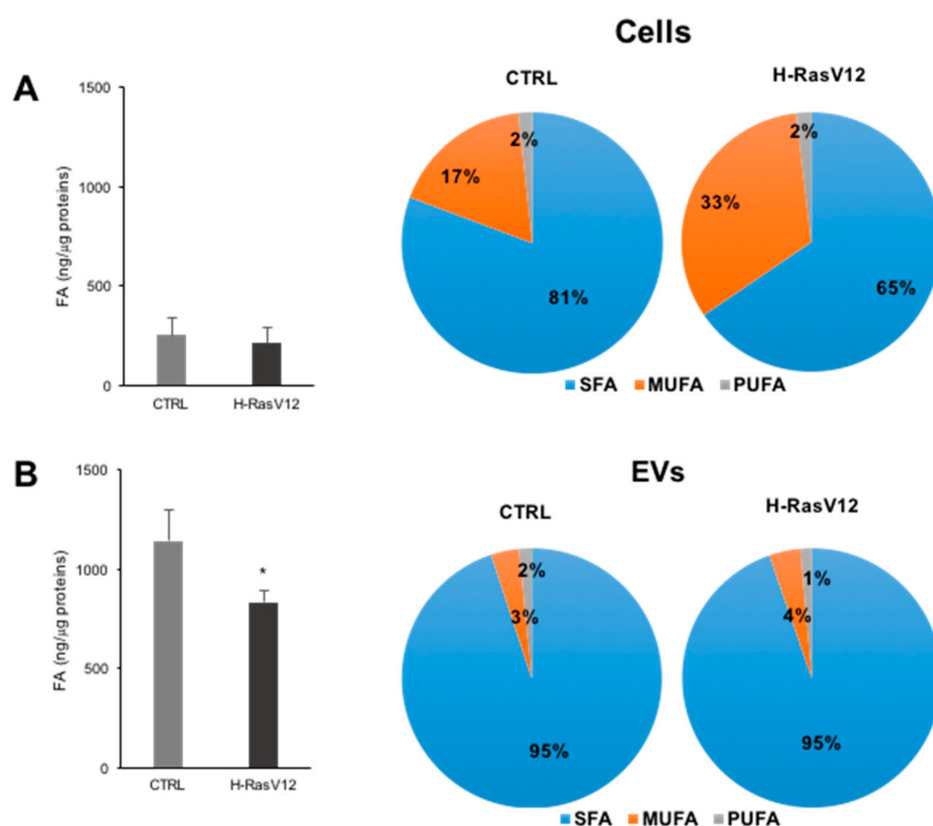 Cells
A
FA (ng/µg proteins)
1500
1000
500
0
CTRL H-RasV12
CTRL
2%
17%
81%
H-RasV12
2%
33%
65%
SFA MUFA PUFA
B
FA (ng/µg proteins)
1500
1000
500
0
*
CTRL H-RasV12
EVs
CTRL
2%
3%
95%
H-RasV12
1%
4%
95%
SFA MUFA PUFA